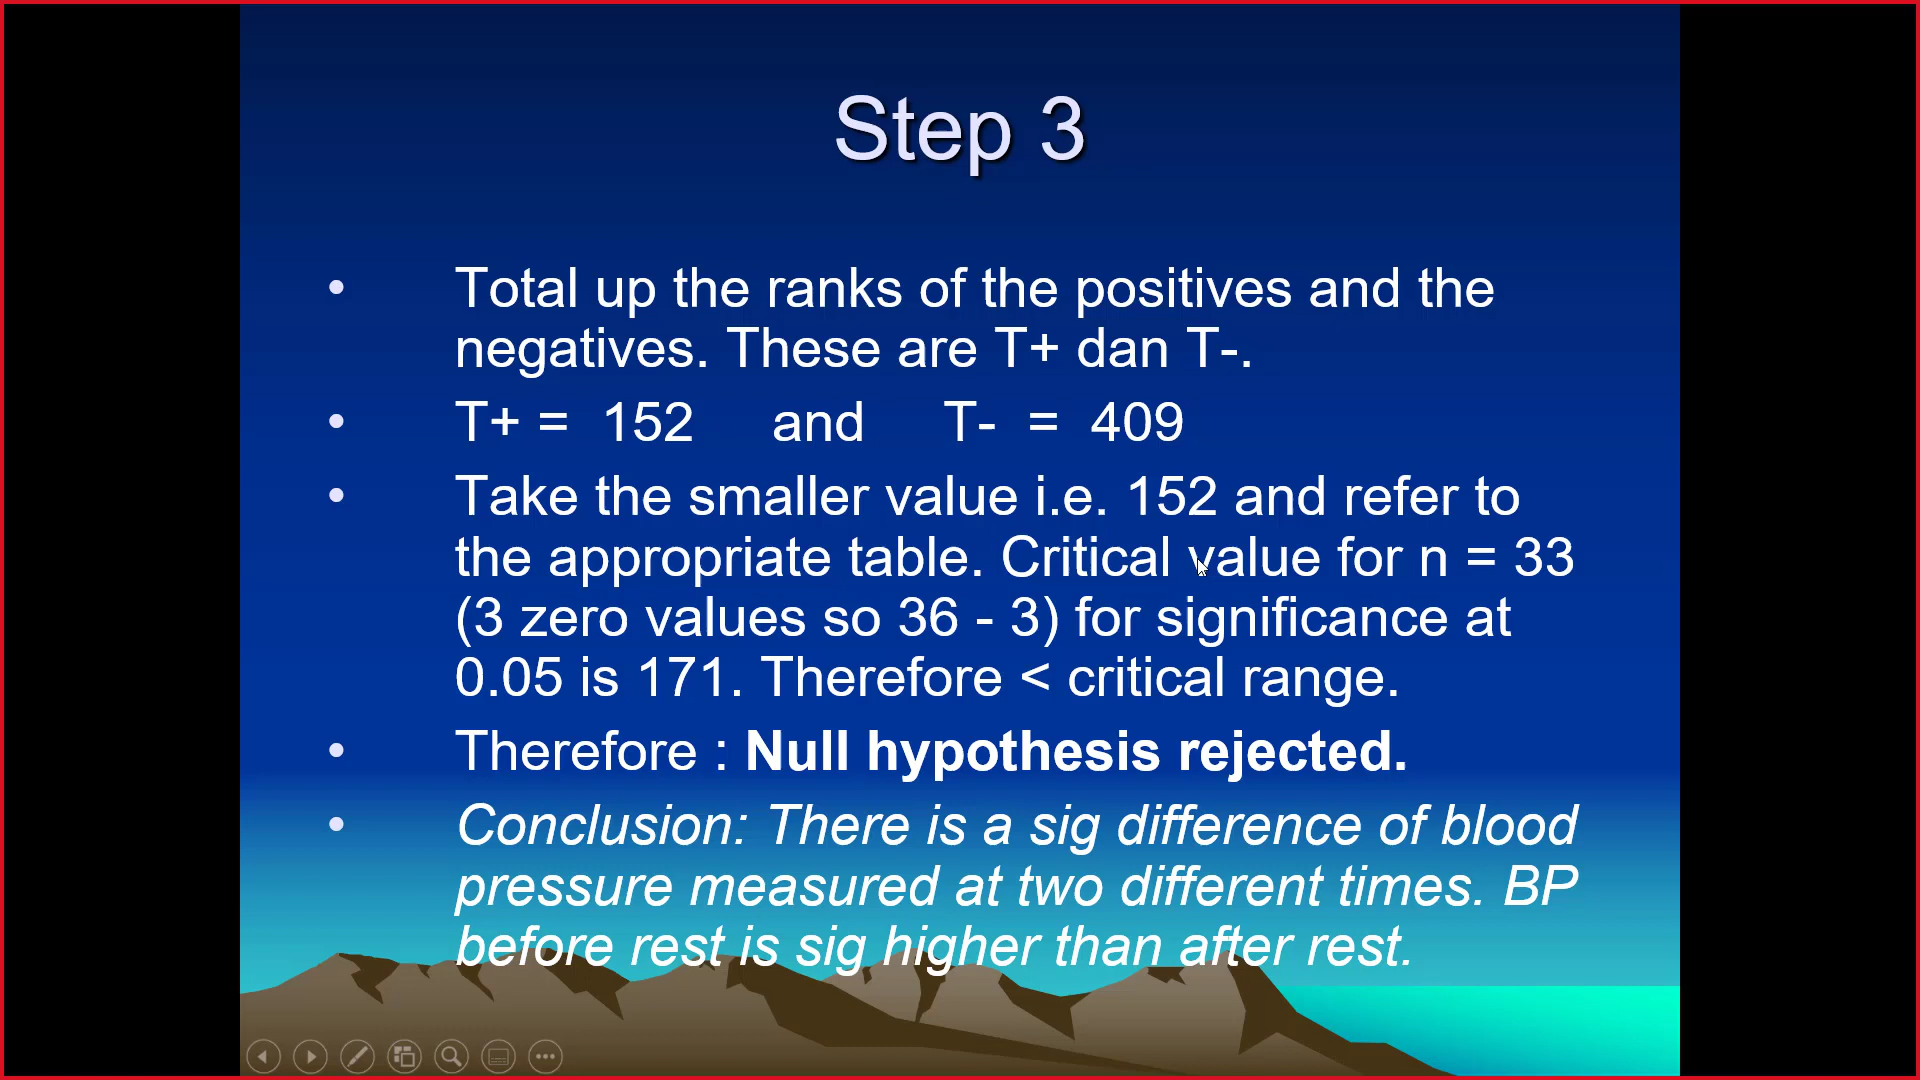 Step 3
• Total up the ranks of the positives and the
negatives. These are T+ dan T-.
• T+ = 152 and T- = 409
• Take the smaller value i.e. 152 and refer to
the appropriate table. Critical value for n = 33
(3 zero values so 36 - 3) for significance at
0.05 is 171. Therefore < critical range.
• Therefore : Null hypothesis rejected.
• Conclusion: There is a sig difference of blood
pressure measured at two different times. BP
before rest is sig higher than after rest.